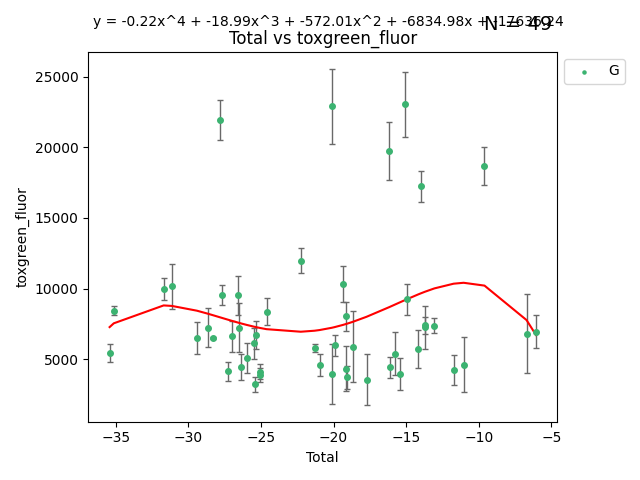 y = -0.22x^4 + -18.99x^3 + -572.01x^2 + -6834.98x +
N = 49
Total vs toxgreen_fluor
G
25000
20000
15000
10000
5000
toxgreen_fluor
−35 −30 −25 −20 −15 −10 −5
Total